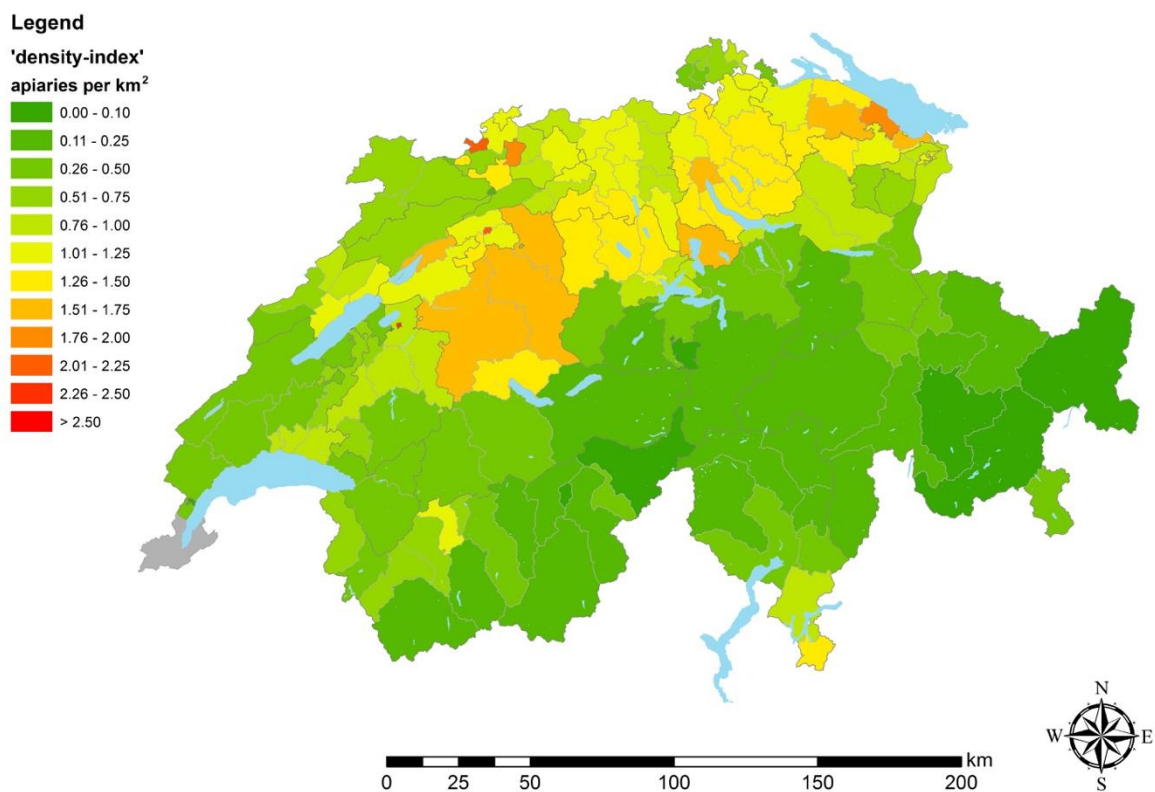 Legend
'density-index'
apiaries per km²
0.00 - 0.10
0.11 - 0.25
0.26 - 0.50
0.51 - 0.75
0.76 - 1.00
1.01 - 1.25
1.26 - 1.50
1.51 - 1.75
1.76 - 2.00
2.01 - 2.25
2.26 - 2.50
> 2.50
N
W E
S
km
0 25 50 100 150 200